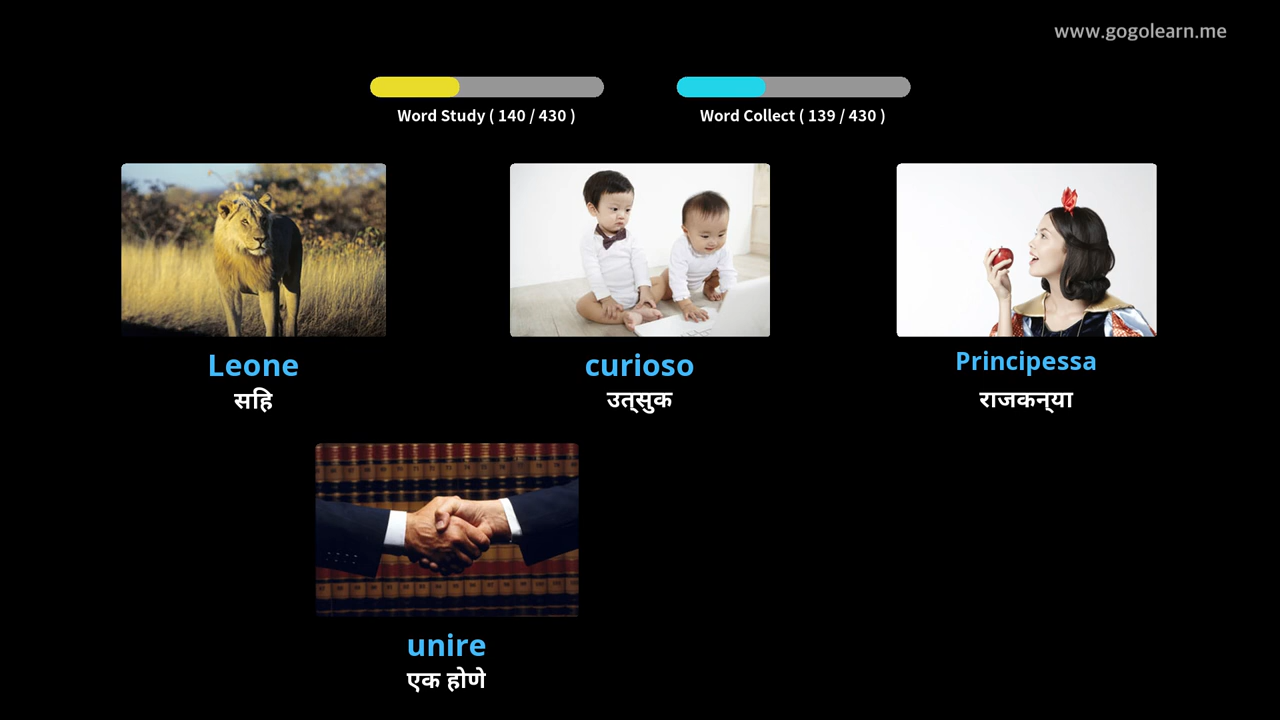 www.gogolearn.me
Word Study ( 140 / 430 )
Word Collect ( 139 / 430 )
Leone
सहि
curioso
उत्‌सुक
Principessa
राजकन्‌या
unire
एक होणे